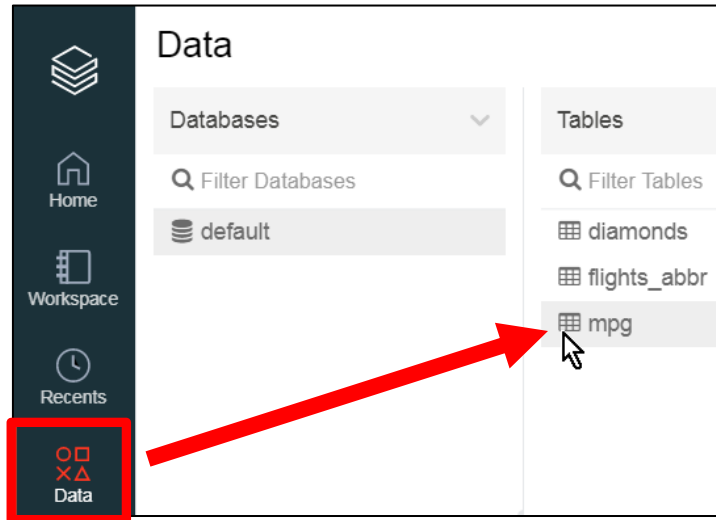 Data
Databases
Tables
Filter Databases
Filter Tables
default
diamonds
flights_abbr
mpg
Home
Workspace
Recents
Data